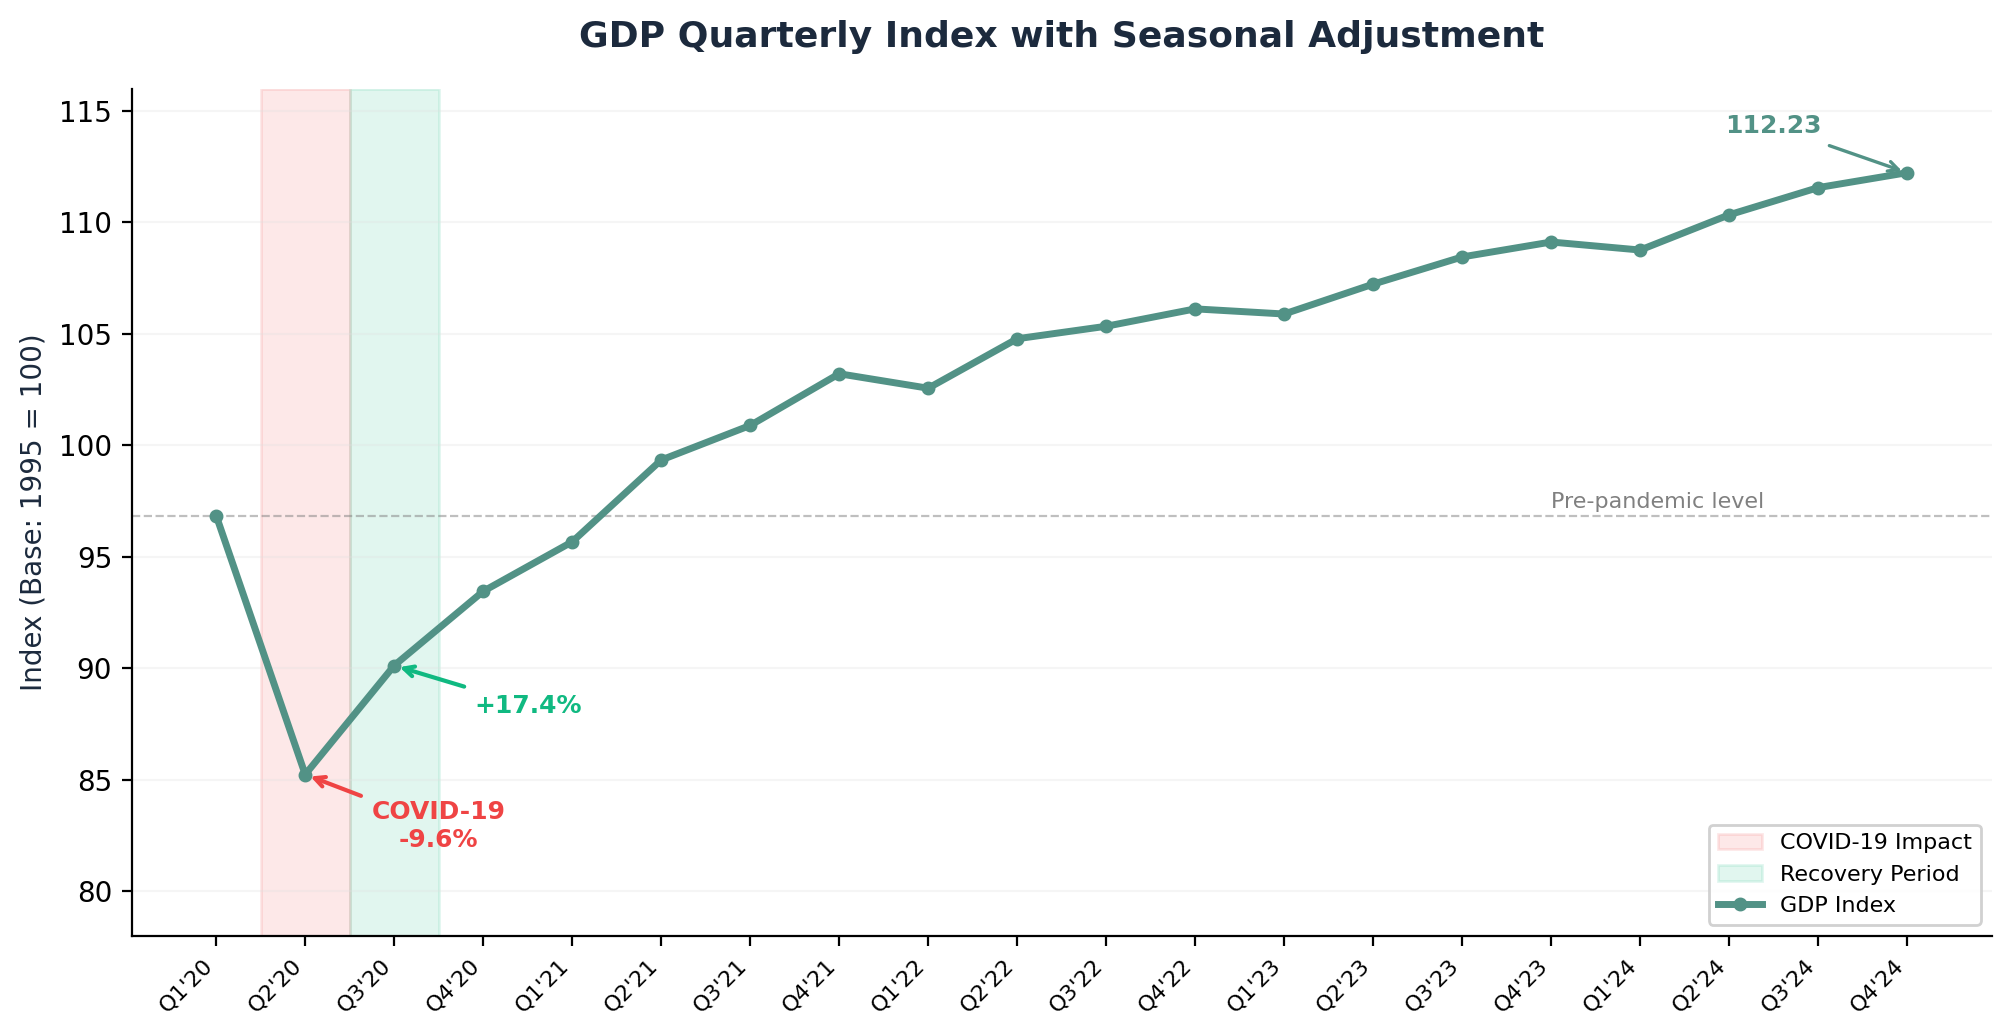 GDP Quarterly Index with Seasonal Adjustment
Index (Base: 1995 = 100)
115
110
105
100
95
90
85
80
112.23
Pre-pandemic level
+17.4%
COVID-19
-9.6%
COVID-19 Impact
Recovery Period
GDP Index
Q1'20
Q2'20
Q3'20
Q4'20
Q1'21
Q2'21
Q3'21
Q4'21
Q1'22
Q2'22
Q3'22
Q4'22
Q1'23
Q2'23
Q3'23
Q4'23
Q1'24
Q2'24
Q3'24
Q4'24